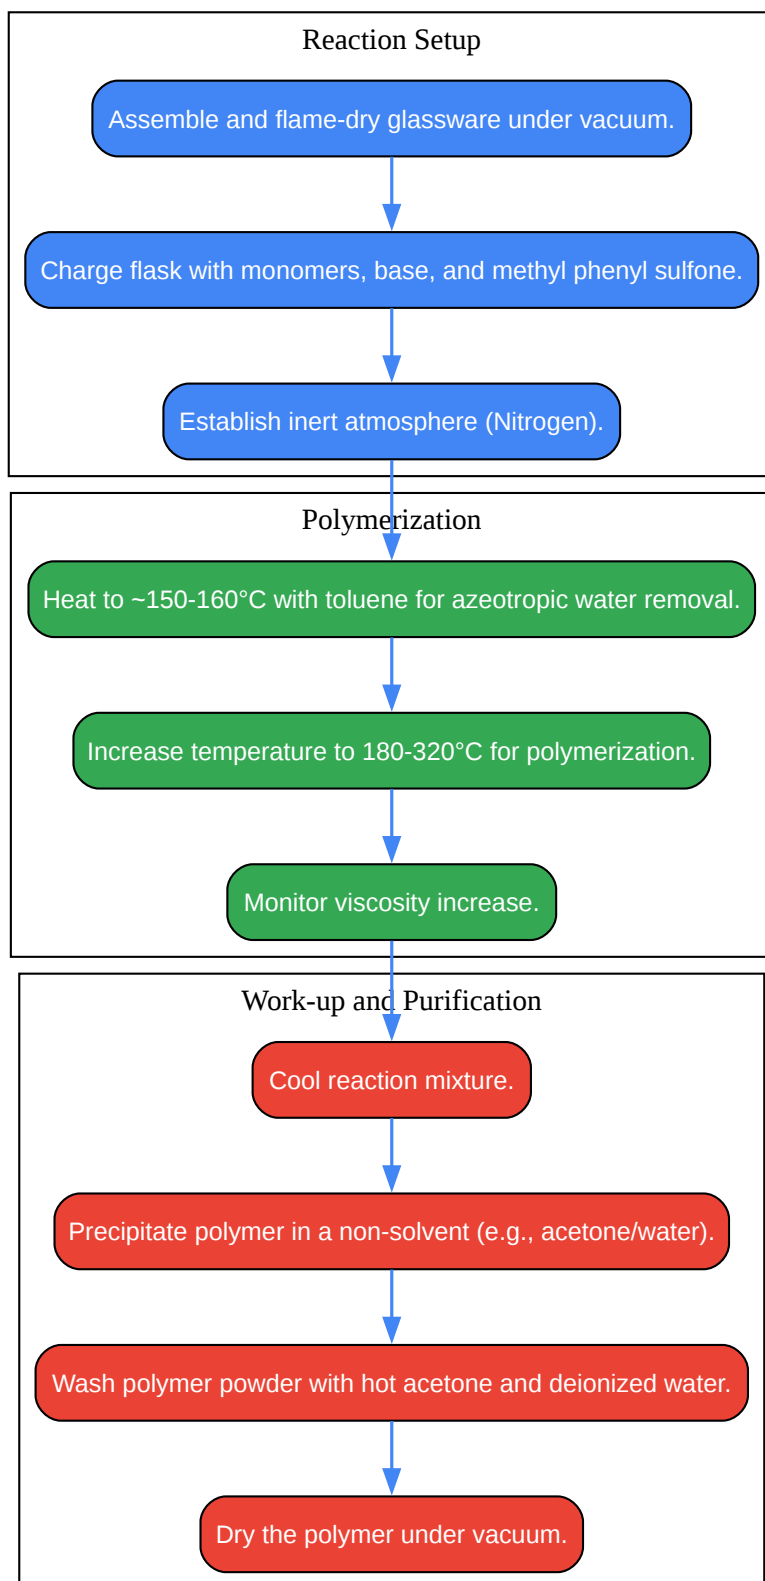 Reaction Setup
Assemble and flame-dry glassware under vacuum.
Charge flask with monomers, base, and methyl phenyl sulfone.
Establish inert atmosphere (Nitrogen).
Polymerization
Heat to ~150-160°C with toluene for azeotropic water removal.
Increase temperature to 180-320°C for polymerization.
Monitor viscosity increase.
Work-up and Purification
Cool reaction mixture.
Precipitate polymer in a non-solvent (e.g., acetone/water).
Wash polymer powder with hot acetone and deionized water.
Dry the polymer under vacuum.